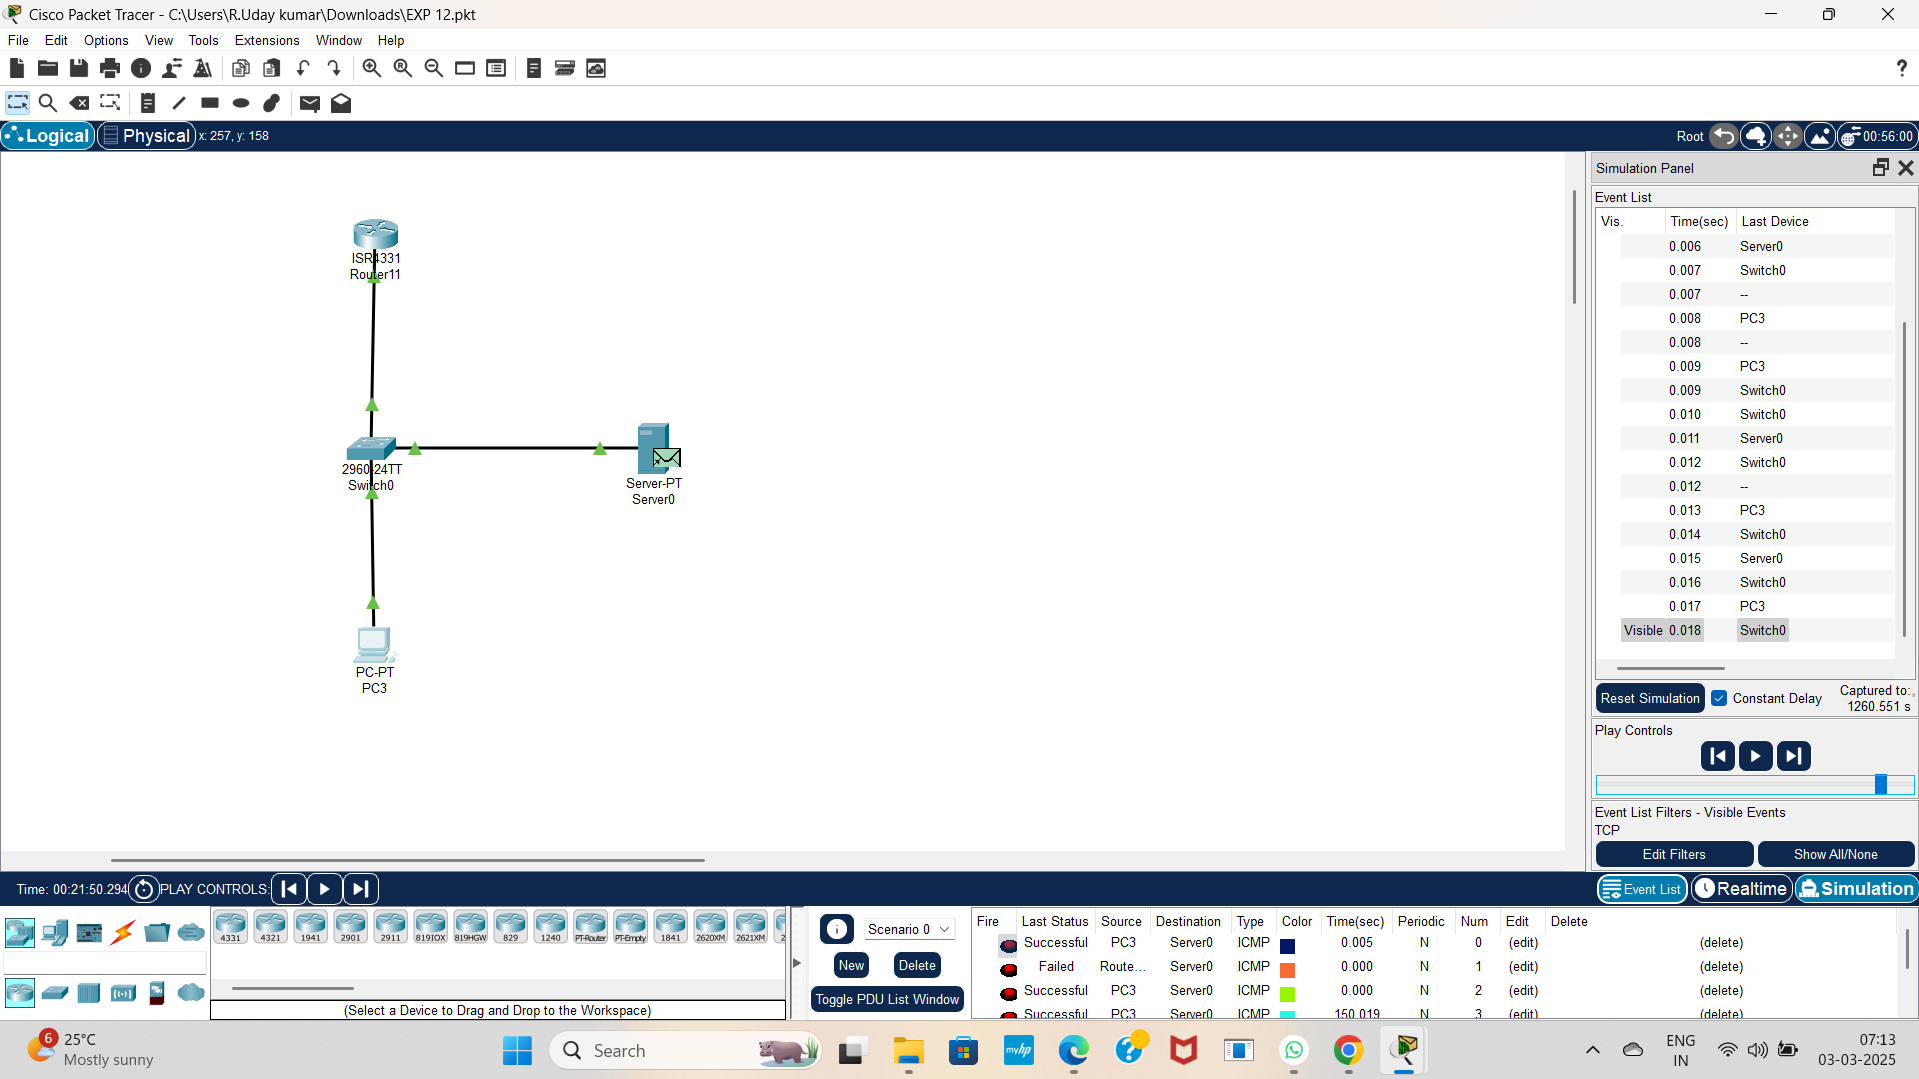 Cisco Packet Tracer - C:\Users\R.Uday kumar\Downloads\EXP 12.pkt
File Edit Options View Tools Extensions Window Help
?
Logical Physical x: 257, y: 158
Root 00:56:00
Simulation Panel
Event List
Vis. Time(sec) Last Device
0.006 Server0
0.007 Switch0
0.007 --
0.008 PC3
0.008 --
0.009 PC3
0.009 Switch0
0.010 Switch0
0.011 Server0
0.012 Switch0
0.012 --
0.013 PC3
0.014 Switch0
0.015 Server0
0.016 Switch0
0.017 PC3
Visible 0.018 Switch0
ISR4331
Router11
2960-24TT
Switch0
Server-PT
Server0
PC-PT
PC3
Reset Simulation Constant Delay Captured to:
1260.551 s
Play Controls
Event List Filters - Visible Events
TCP
Edit Filters Show All/None
Time: 00:21:50.294 PLAY CONTROLS:
Event List Realtime Simulation
4331 4321 1941 2901 2911 819IOX 819HGW 829 1240 PT-Router PT-Empty 1841 2620XM 2621XM 2
(Select a Device to Drag and Drop to the Workspace)
Scenario 0
New Delete
Toggle PDU List Window
Fire Last Status Source Destination Type Color Time(sec) Periodic Num Edit Delete
Successful PC3 Server0 ICMP 0.005 N 0 (edit) (delete)
Failed Route... Server0 ICMP 0.000 N 1 (edit) (delete)
Successful PC3 Server0 ICMP 0.000 N 2 (edit) (delete)
Successful PC3 Server0 ICMP 150.019 N 3 (edit) (delete)
6
25°C
Mostly sunny
Search
myhp
ENG
IN
07:13
03-03-2025